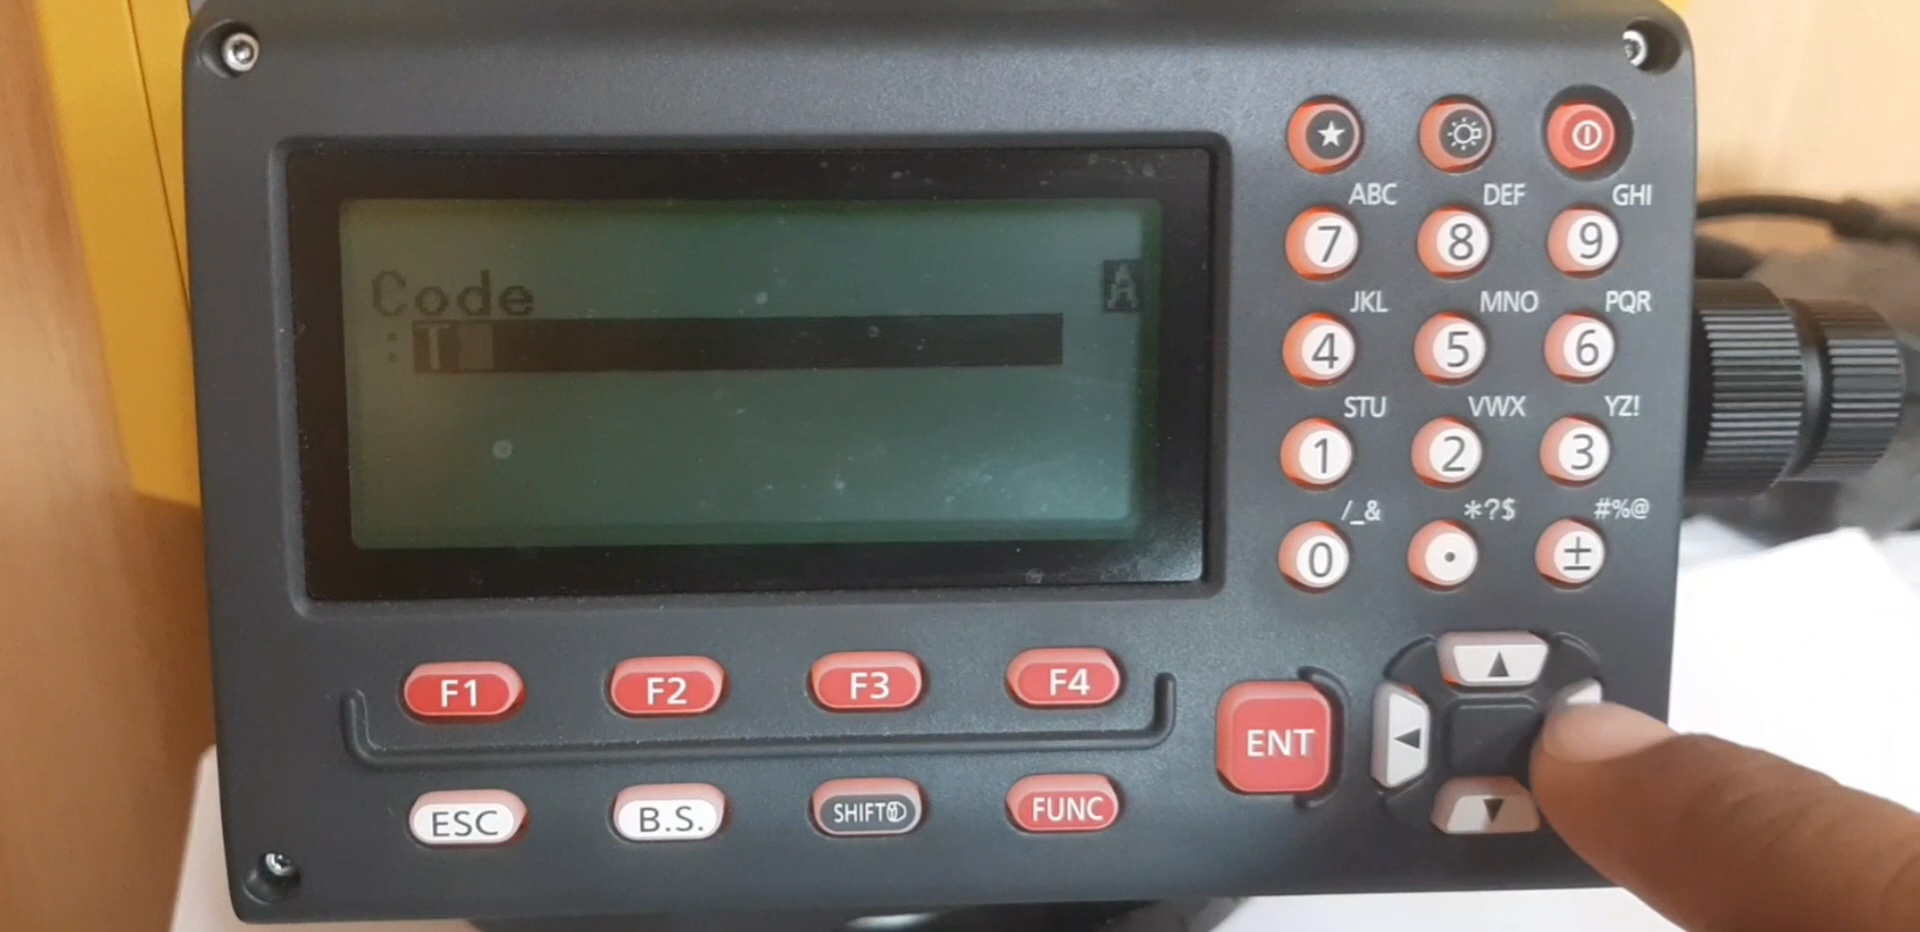 ABC DEF GHI
7 8 9
Code A
JKL MNO PQR
:T
4 5 6
STU VWX YZ!
1 2 3
/_& *?$ #%@
0 • ±
F1 F2 F3 F4
ENT
ESC B.S. SHIFT FUNC